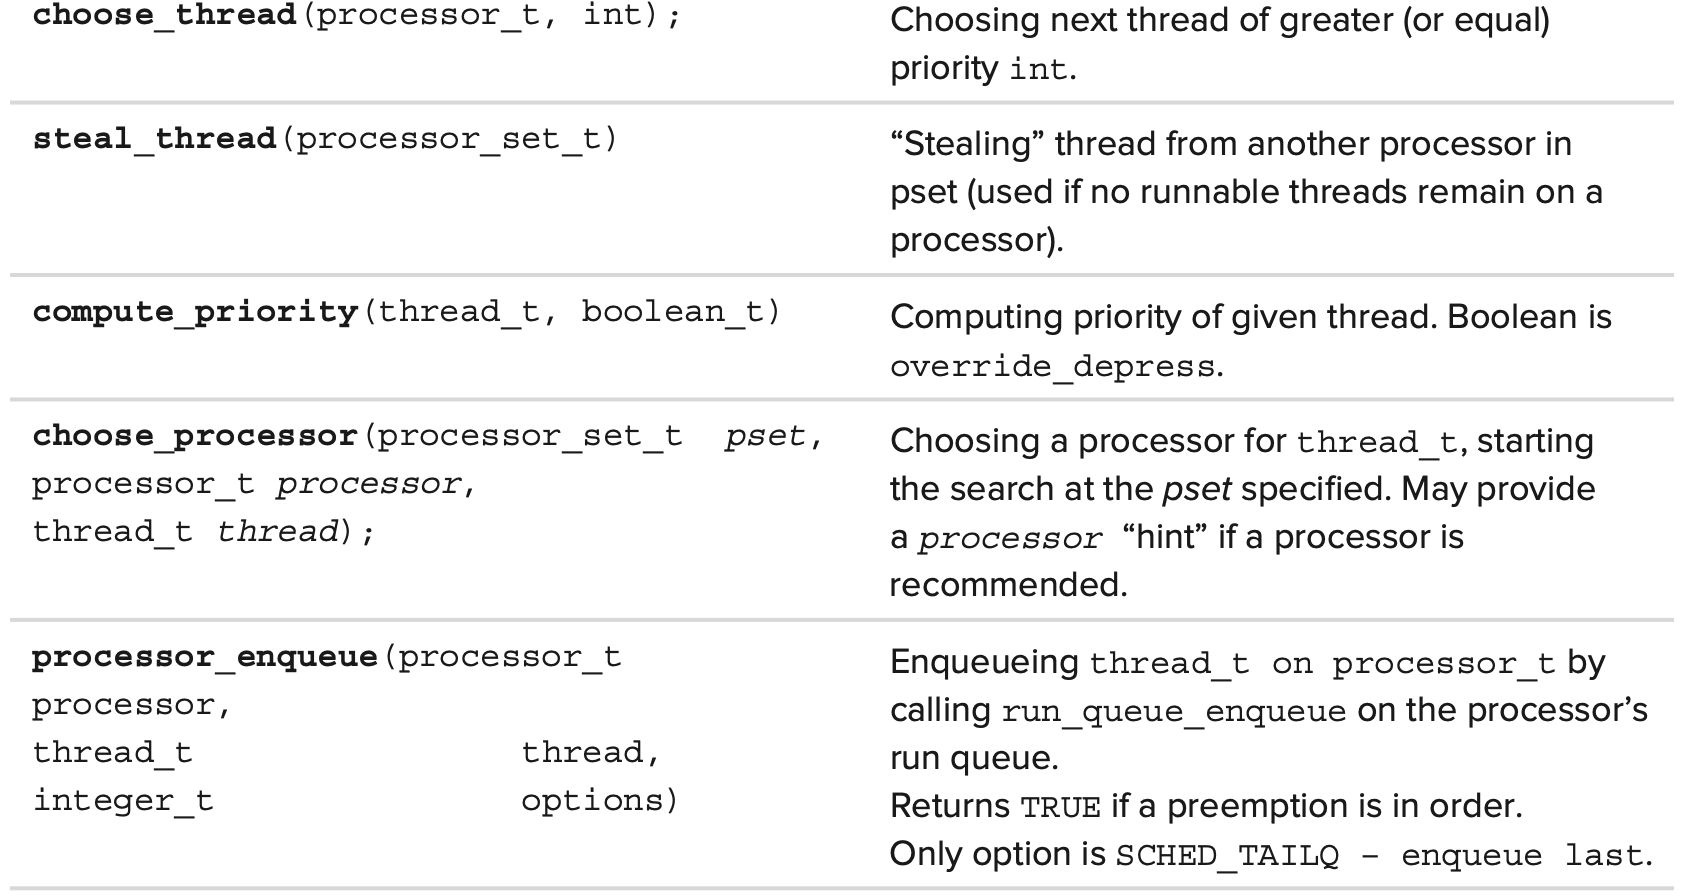 choose_thread(processor_t, int);
Choosing next thread of greater (or equal)
priority int.
steal_thread(processor_set_t)
“Stealing” thread from another processor in
pset (used if no runnable threads remain on a
processor).
compute_priority(thread_t, boolean_t)
Computing priority of given thread. Boolean is
override_depress.
choose_processor(processor_set_t pset,
processor_t processor,
thread_t thread);
Choosing a processor for thread_t, starting
the search at the pset specified. May provide
a processor “hint” if a processor is
recommended.
processor_enqueue(processor_t
processor,
thread_t thread,
integer_t options)
Enqueueing thread_t on processor_t by
calling run_queue_enqueue on the processor’s
run queue.
Returns TRUE if a preemption is in order.
Only option is SCHED_TAILQ – enqueue last.